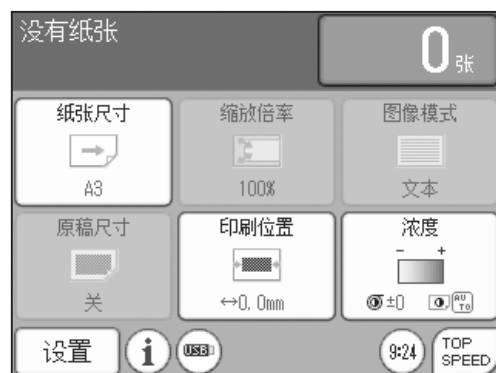 没有纸张
0张
纸张尺寸
缩放倍率
图像模式
A3
100%
文本
原稿尺寸
印刷位置
浓度
- +
关
↔0.0mm
±0
AUTO
设置
i
USB
9:24
TOP SPEED